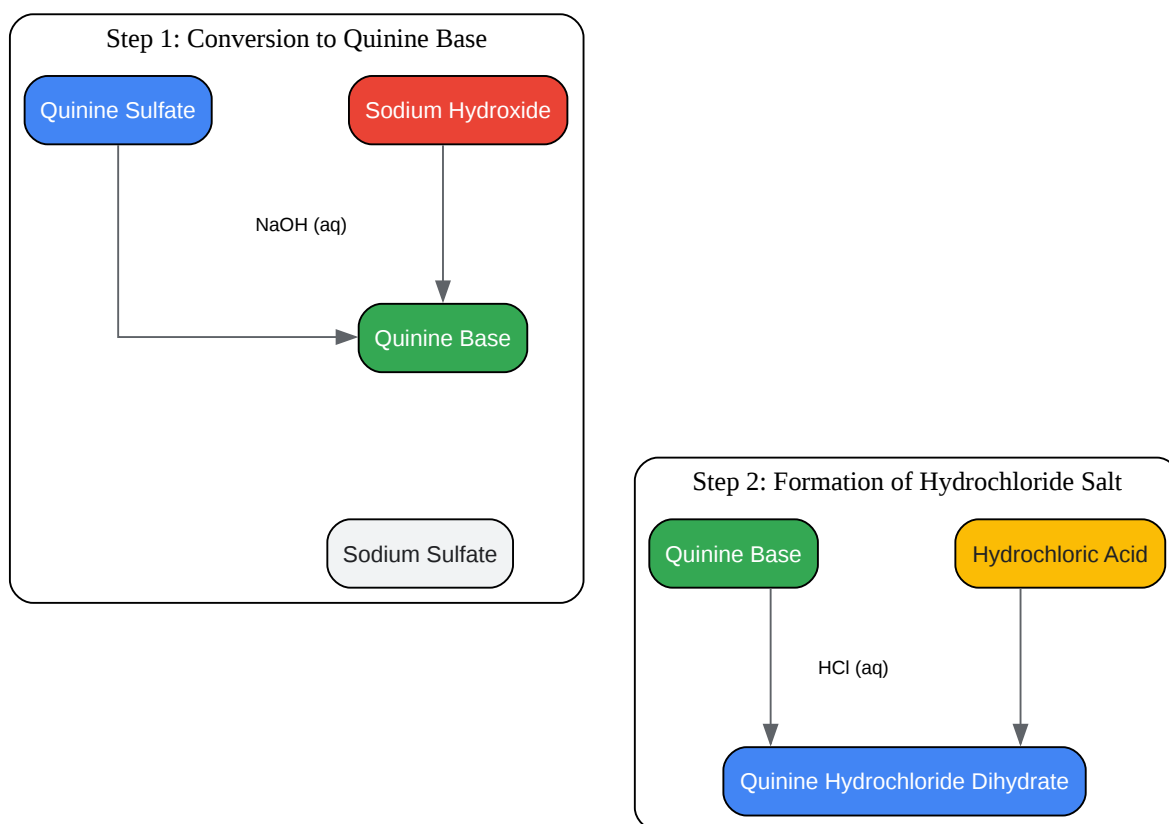 Step 1: Conversion to Quinine Base
Quinine Sulfate
Sodium Hydroxide
NaOH (aq)
Quinine Base
Sodium Sulfate
Step 2: Formation of Hydrochloride Salt
Quinine Base
Hydrochloric Acid
HCl (aq)
Quinine Hydrochloride Dihydrate